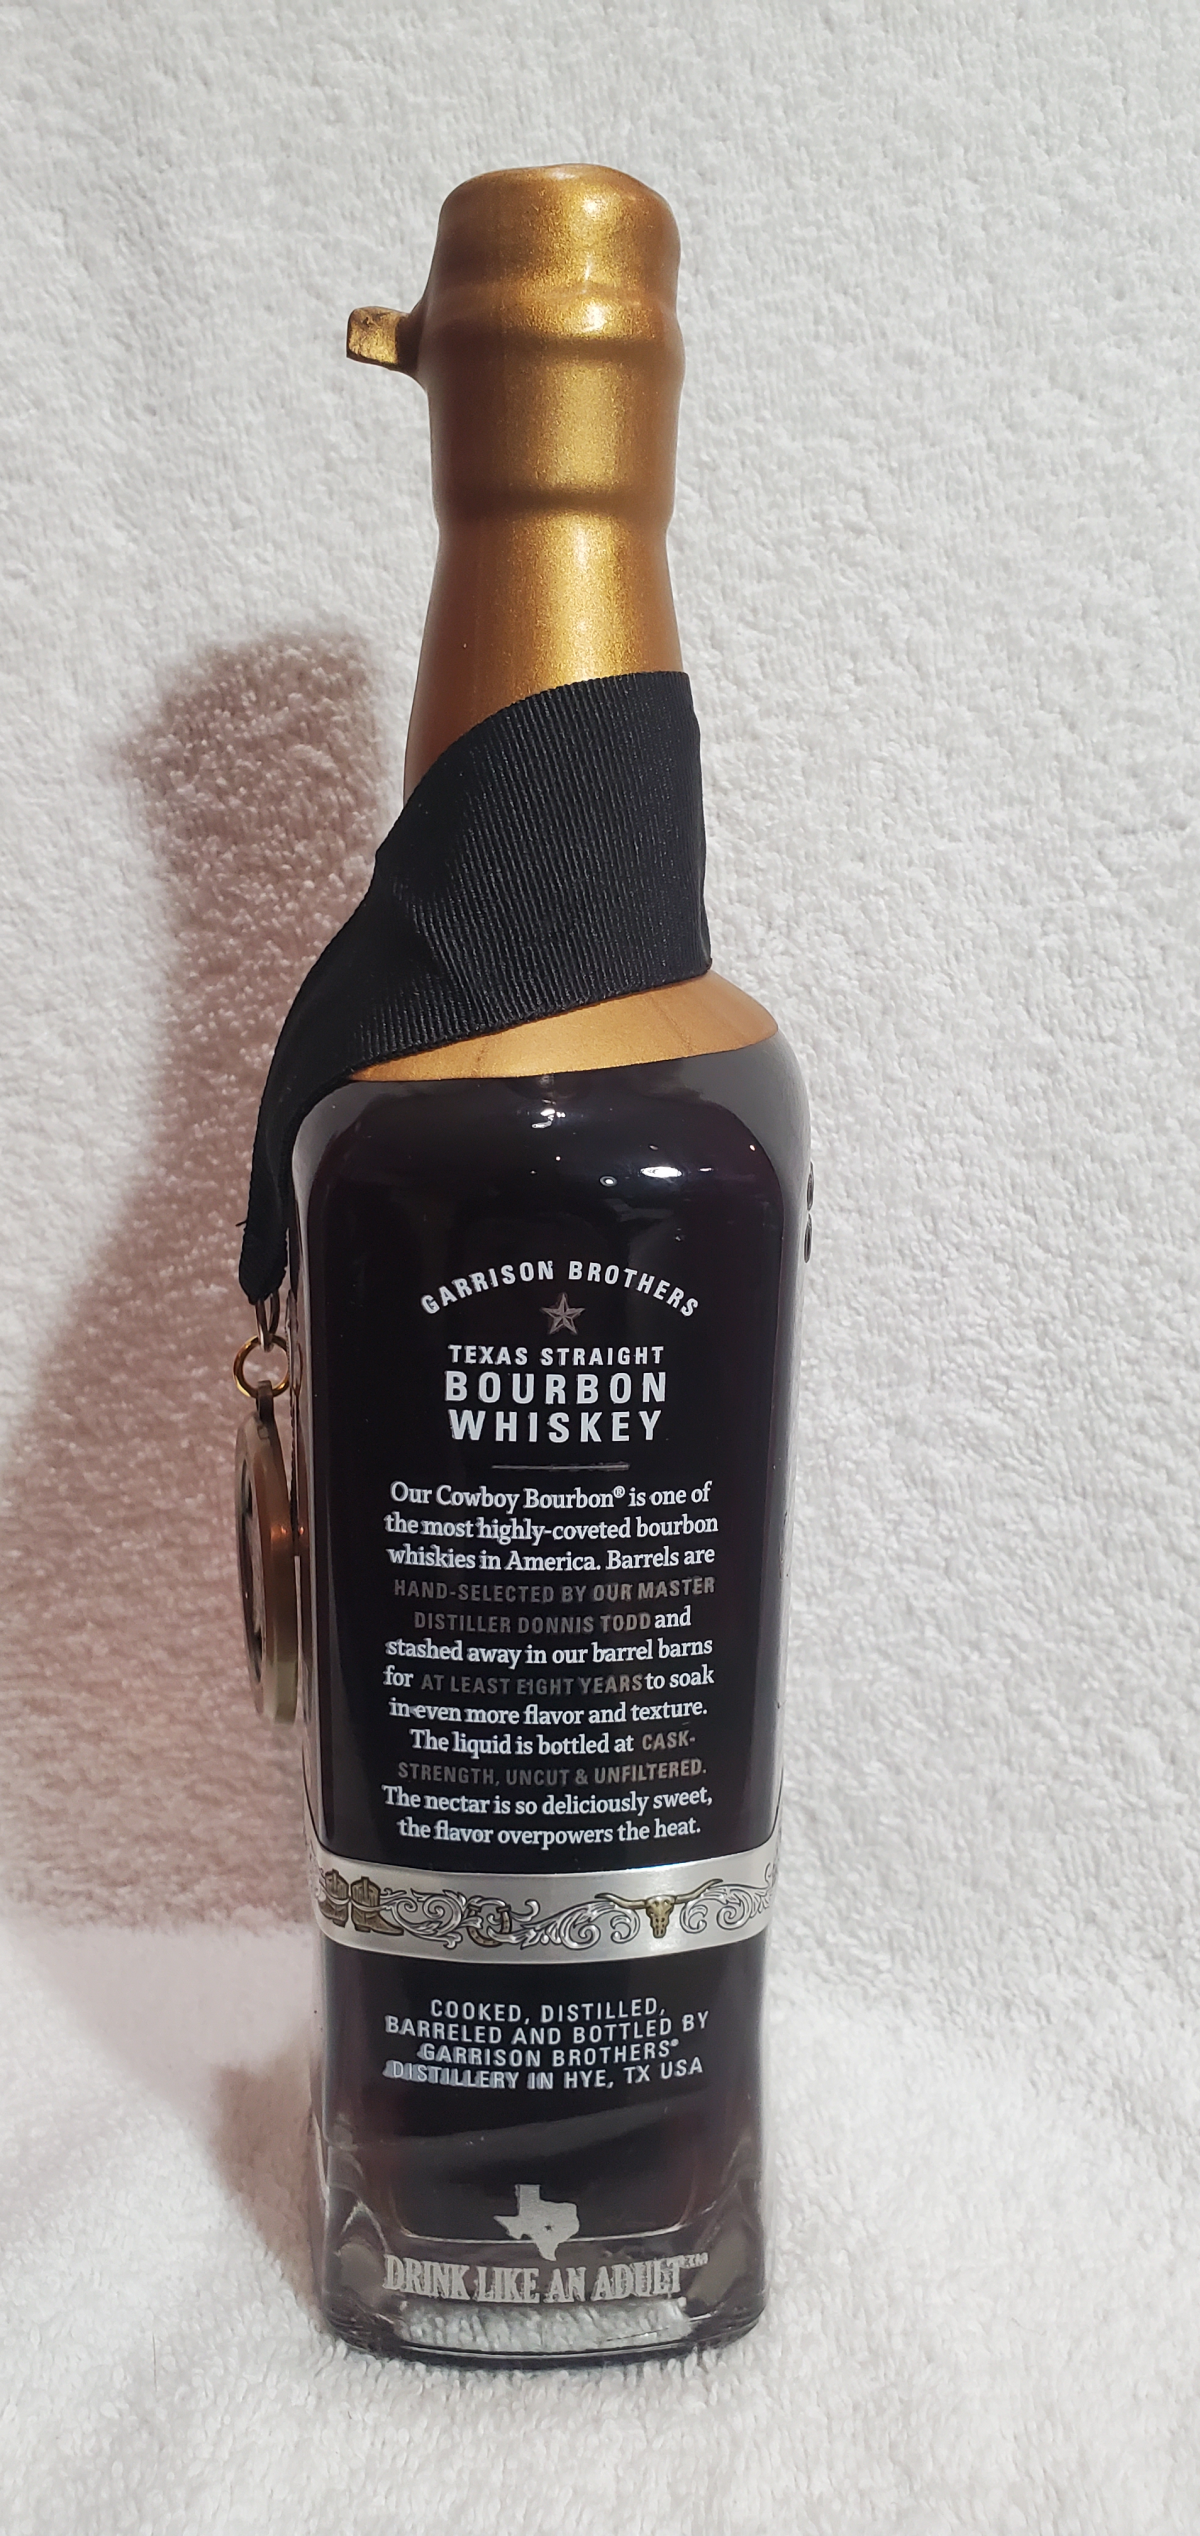 GARRISON BROTHERS
TEXAS STRAIGHT
BOURBON
WHISKEY
Our Cowboy Bourbon® is one of
the most highly-coveted bourbon
whiskies in America. Barrels are
HAND-SELECTED BY OUR MASTER
DISTILLER DONNIS TODD and
stashed away in our barrel barns
for AT LEAST EIGHT YEARS to soak
in even more flavor and texture.
The liquid is bottled at CASK-
STRENGTH, UNCUT & UNFILTERED.
The nectar is so deliciously sweet,
the flavor overpowers the heat.
COOKED, DISTILLED,
BARRELED AND BOTTLED BY
GARRISON BROTHERS®
DISTILLERY IN HYE, TX USA
DRINK LIKE AN ADULT™